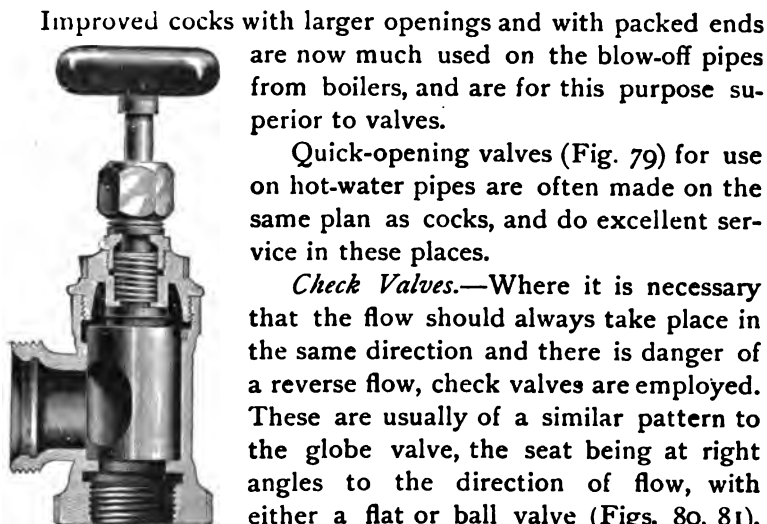 Improved cocks with larger openings and with packed ends
are now much used on the blow-off pipes
from boilers, and are for this purpose su-
perior to valves.
Quick-opening valves (Fig. 79) for use
on hot-water pipes are often made on the
same plan as cocks, and do excellent ser-
vice in these places.
Check Valves.—Where it is necessary
that the flow should always take place in
the same direction and there is danger of
a reverse flow, check valves are employed.
These are usually of a similar pattern to
the globe valve, the seat being at right
angles to the direction of flow, with
either a flat or ball valve (Figs. 80, 81).